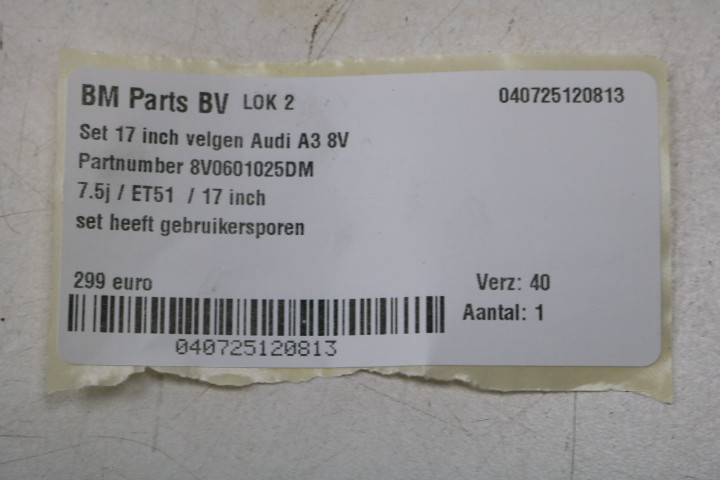 BM Parts BV LOK 2 040725120813
Set 17 inch velgen Audi A3 8V
Partnumber 8V0601025DM
7.5j / ET51 / 17 inch
set heeft gebruikersporen
299 euro Verz: 40
Aantal: 1
040725120813